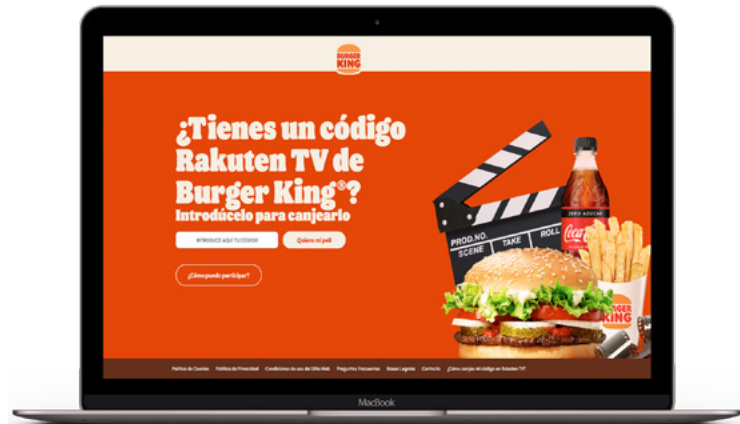 BURGER
KING
¿Tienes un código
Rakuten TV de
Burger King®?
Introdúcelo para canjearlo
INTRODUCE AQUÍ TU CÓDIGO
Quiero mi peli
¿Cómo puedo participar?
PROD.NO.
SCENE TAKE ROLL
ZERO AZÚCAR
Coca-Cola
BURGER
KING
Política de Cookies Política de Privacidad Condiciones de uso del Sitio Web Preguntas Frecuentes Bases Legales Contacto ¿Cómo canjeo mi código en Rakuten TV?
MacBook